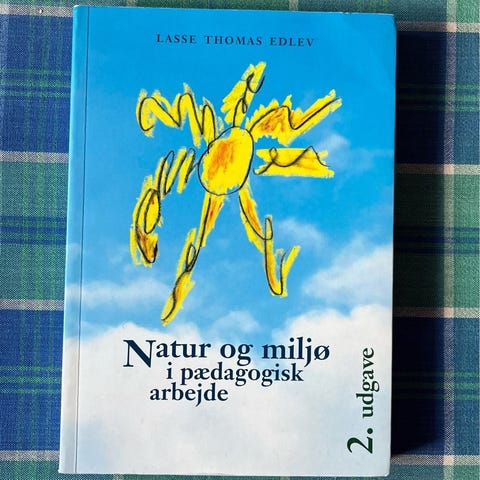 LASSE THOMAS EDLEV
Natur og miljø
i pædagogisk
arbejde
2. udgave